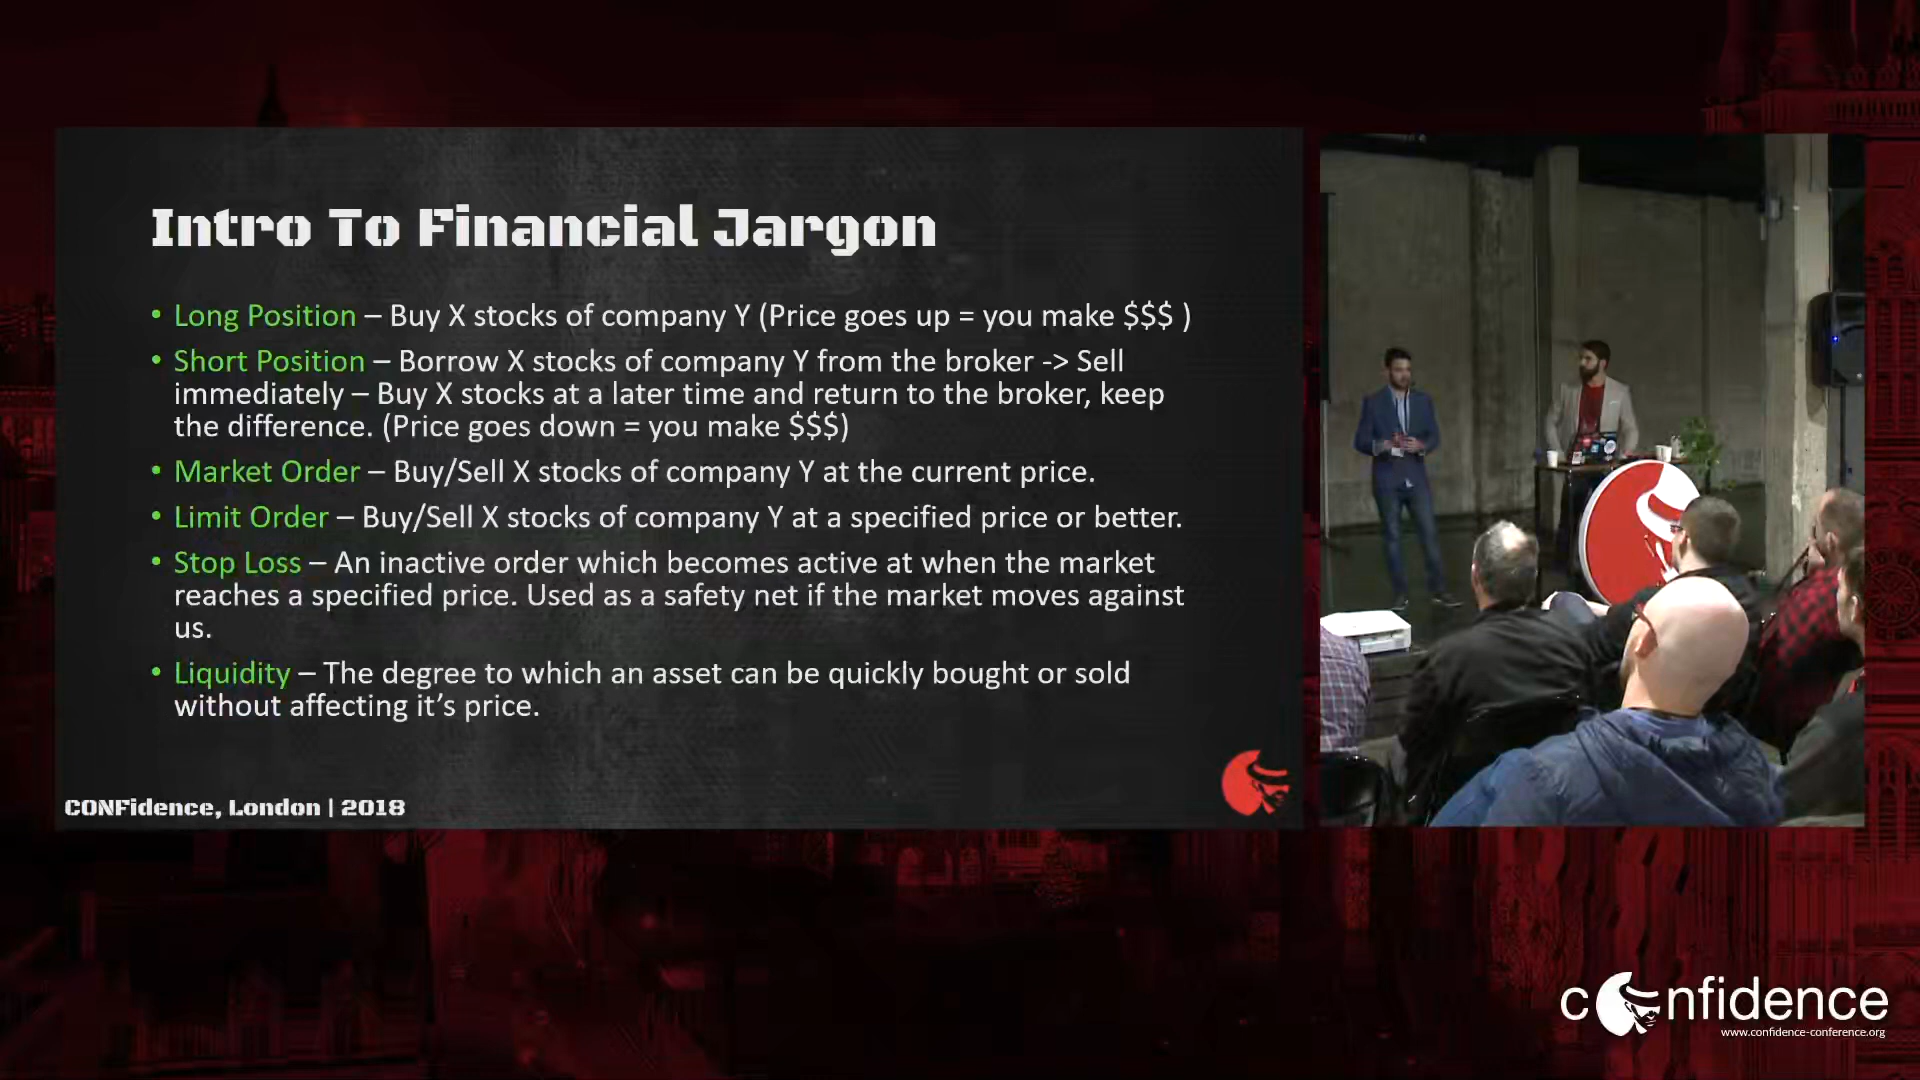 Intro To Financial Jargon
• Long Position – Buy X stocks of company Y (Price goes up = you make $$$ )
• Short Position – Borrow X stocks of company Y from the broker -> Sell
immediately – Buy X stocks at a later time and return to the broker, keep
the difference. (Price goes down = you make $$$)
• Market Order – Buy/Sell X stocks of company Y at the current price.
• Limit Order – Buy/Sell X stocks of company Y at a specified price or better.
• Stop Loss – An inactive order which becomes active at when the market
reaches a specified price. Used as a safety net if the market moves against
us.
• Liquidity – The degree to which an asset can be quickly bought or sold
without affecting it’s price.
CONFidence, London | 2018
confidence
www.confidence-conference.org